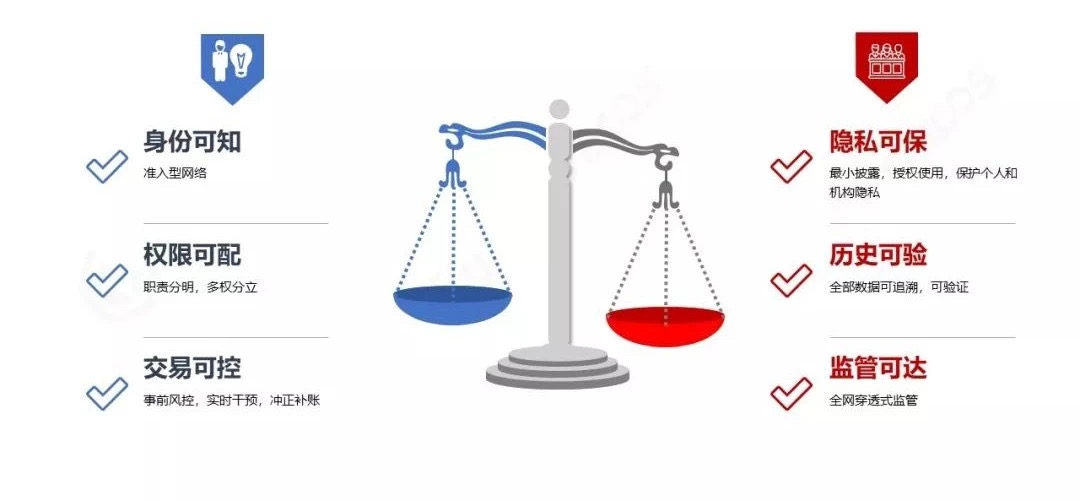 身份可知
准入型网络
权限可配
职责分明，多权分立
交易可控
事前风控，实时干预，冲正补账
隐私可保
最小披露，授权使用，保护个人和
机构隐私
历史可验
全部数据可追溯，可验证
监管可达
全网穿透式监管